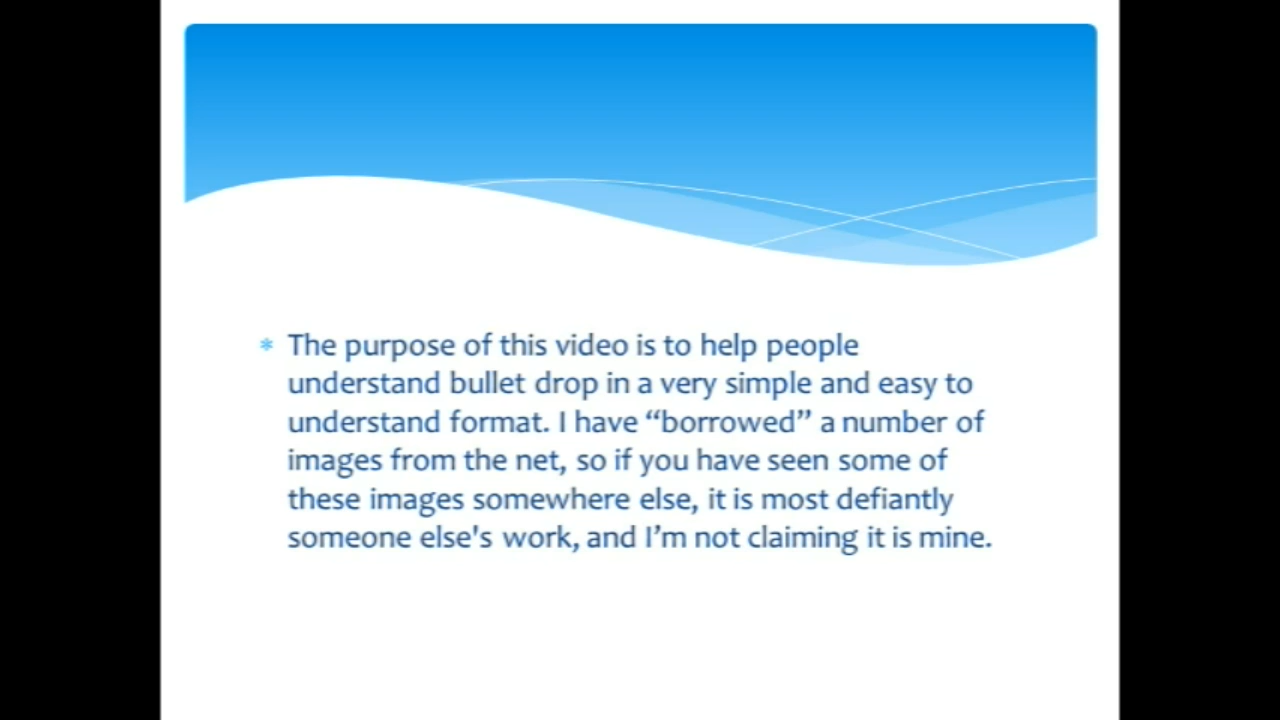 * The purpose of this video is to help people
understand bullet drop in a very simple and easy to
understand format. I have “borrowed” a number of
images from the net, so if you have seen some of
these images somewhere else, it is most defiantly
someone else's work, and I’m not claiming it is mine.